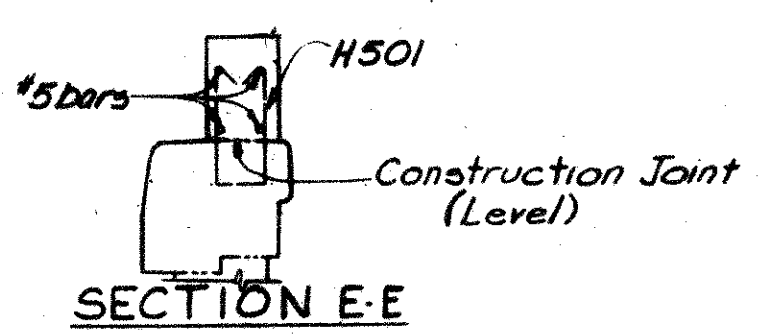 H501
#5 bars
Construction Joint
(Level)
SECTION E-E